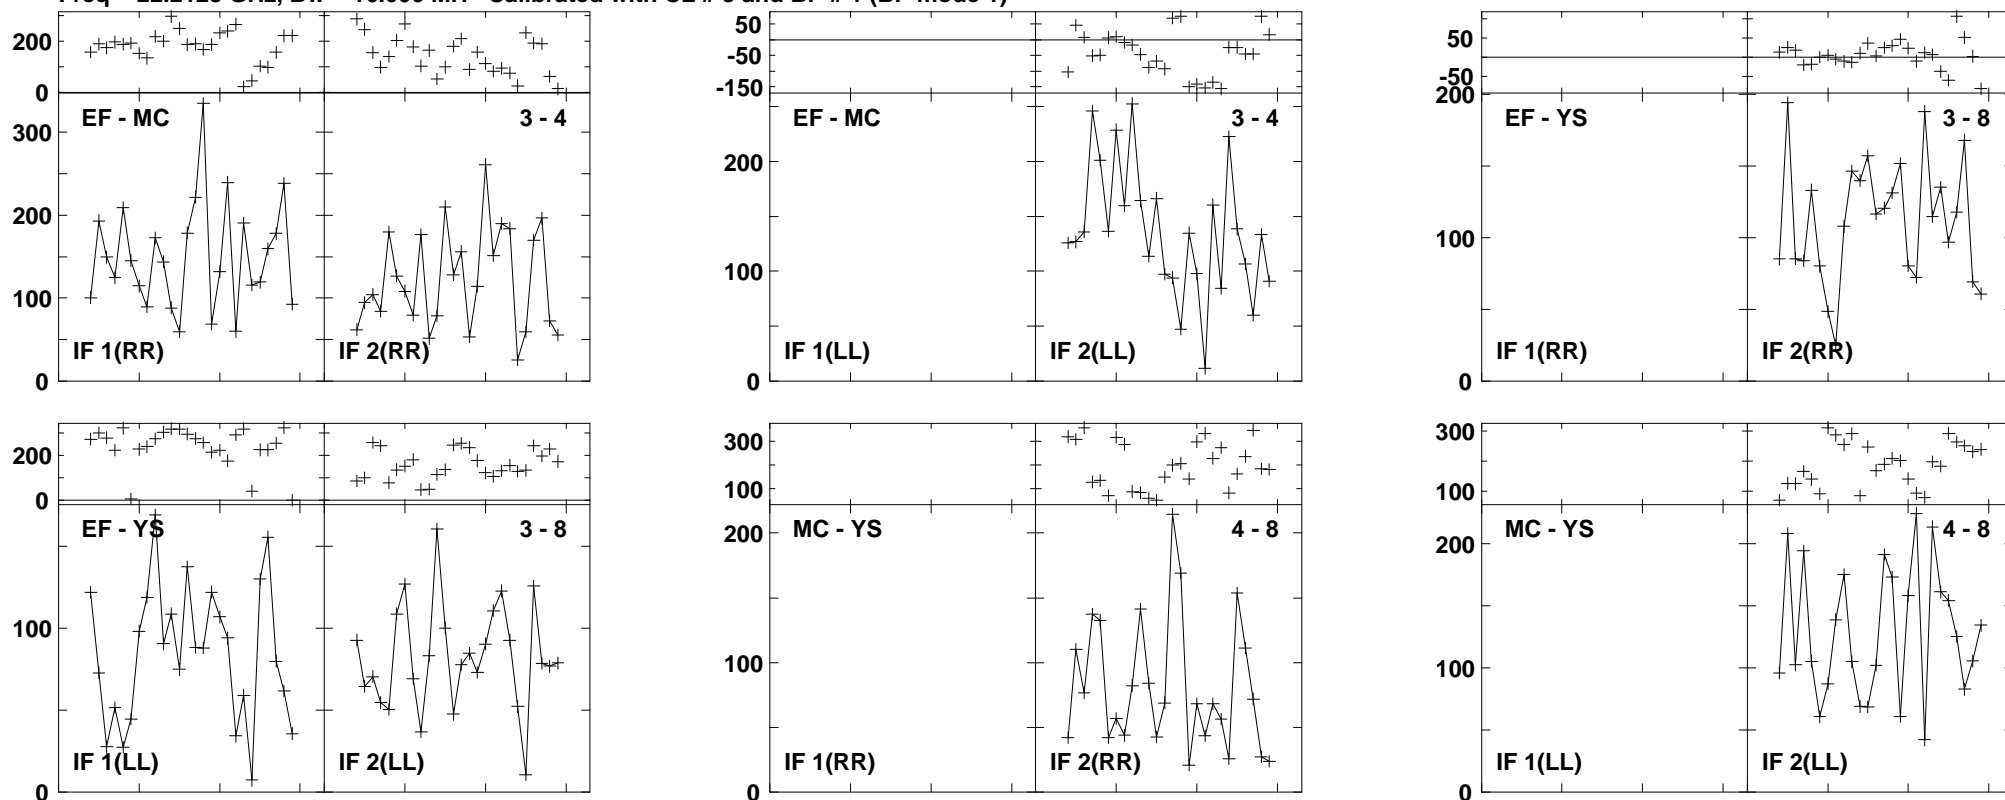 200
0
EF - MC
3 - 4
300
200
100
0
IF 1(RR)
IF 2(RR)
50
-50
-150
EF - MC
3 - 4
200
100
0
IF 1(LL)
IF 2(LL)
50
-50
200
EF - YS
3 - 8
100
0
IF 1(RR)
IF 2(RR)
200
0
EF - YS
3 - 8
100
0
IF 1(LL)
IF 2(LL)
300
100
MC - YS
4 - 8
200
100
0
IF 1(RR)
IF 2(RR)
300
100
MC - YS
4 - 8
200
100
0
IF 1(LL)
IF 2(LL)